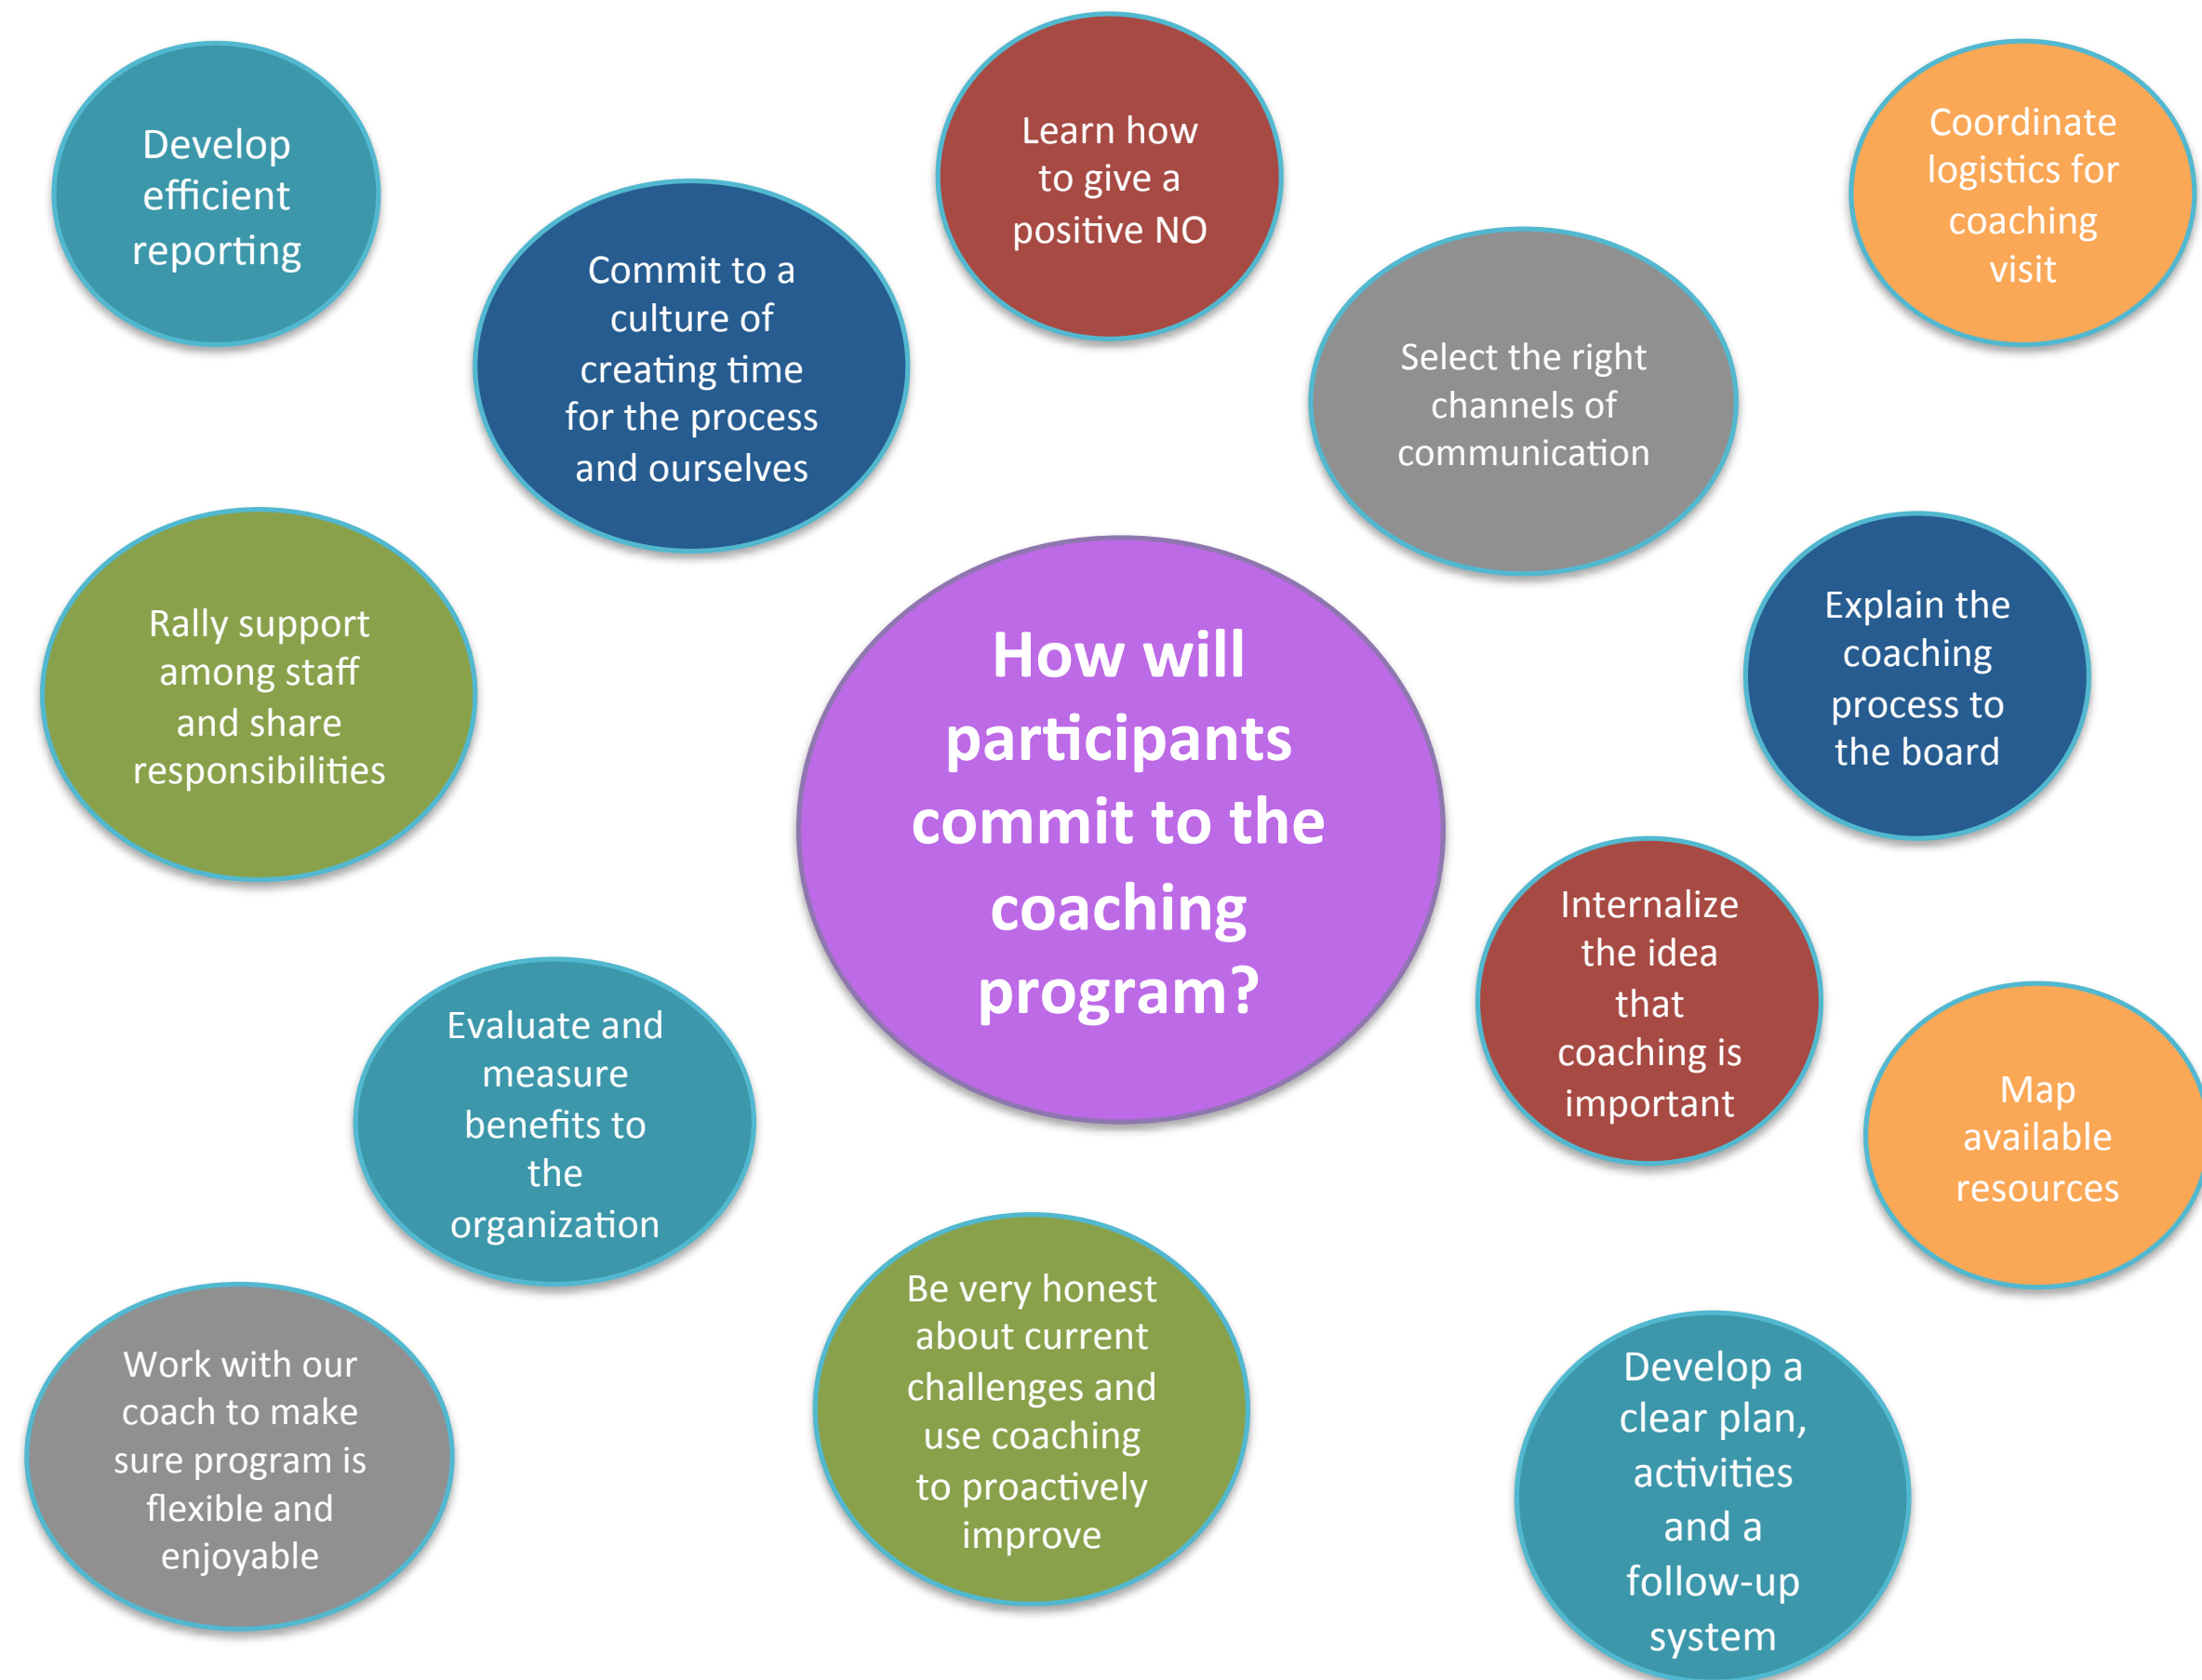 Develop
efficient
reporting
Commit to a
culture of
creating time
for the process
and ourselves
Learn how
to give a
positive NO
Select the right
channels of
communication
Coordinate
logistics for
coaching
visit
Rally support
among staff
and share
responsibilities
How will
participants
commit to the
coaching
program?
Explain the
coaching
process to
the board
Internalize
the idea
that
coaching is
important
Map
available
resources
Evaluate and
measure
benefits to
the
organization
Work with our
coach to make
sure program is
flexible and
enjoyable
Be very honest
about current
challenges and
use coaching
to proactively
improve
Develop a
clear plan,
activities
and a
follow-up
system